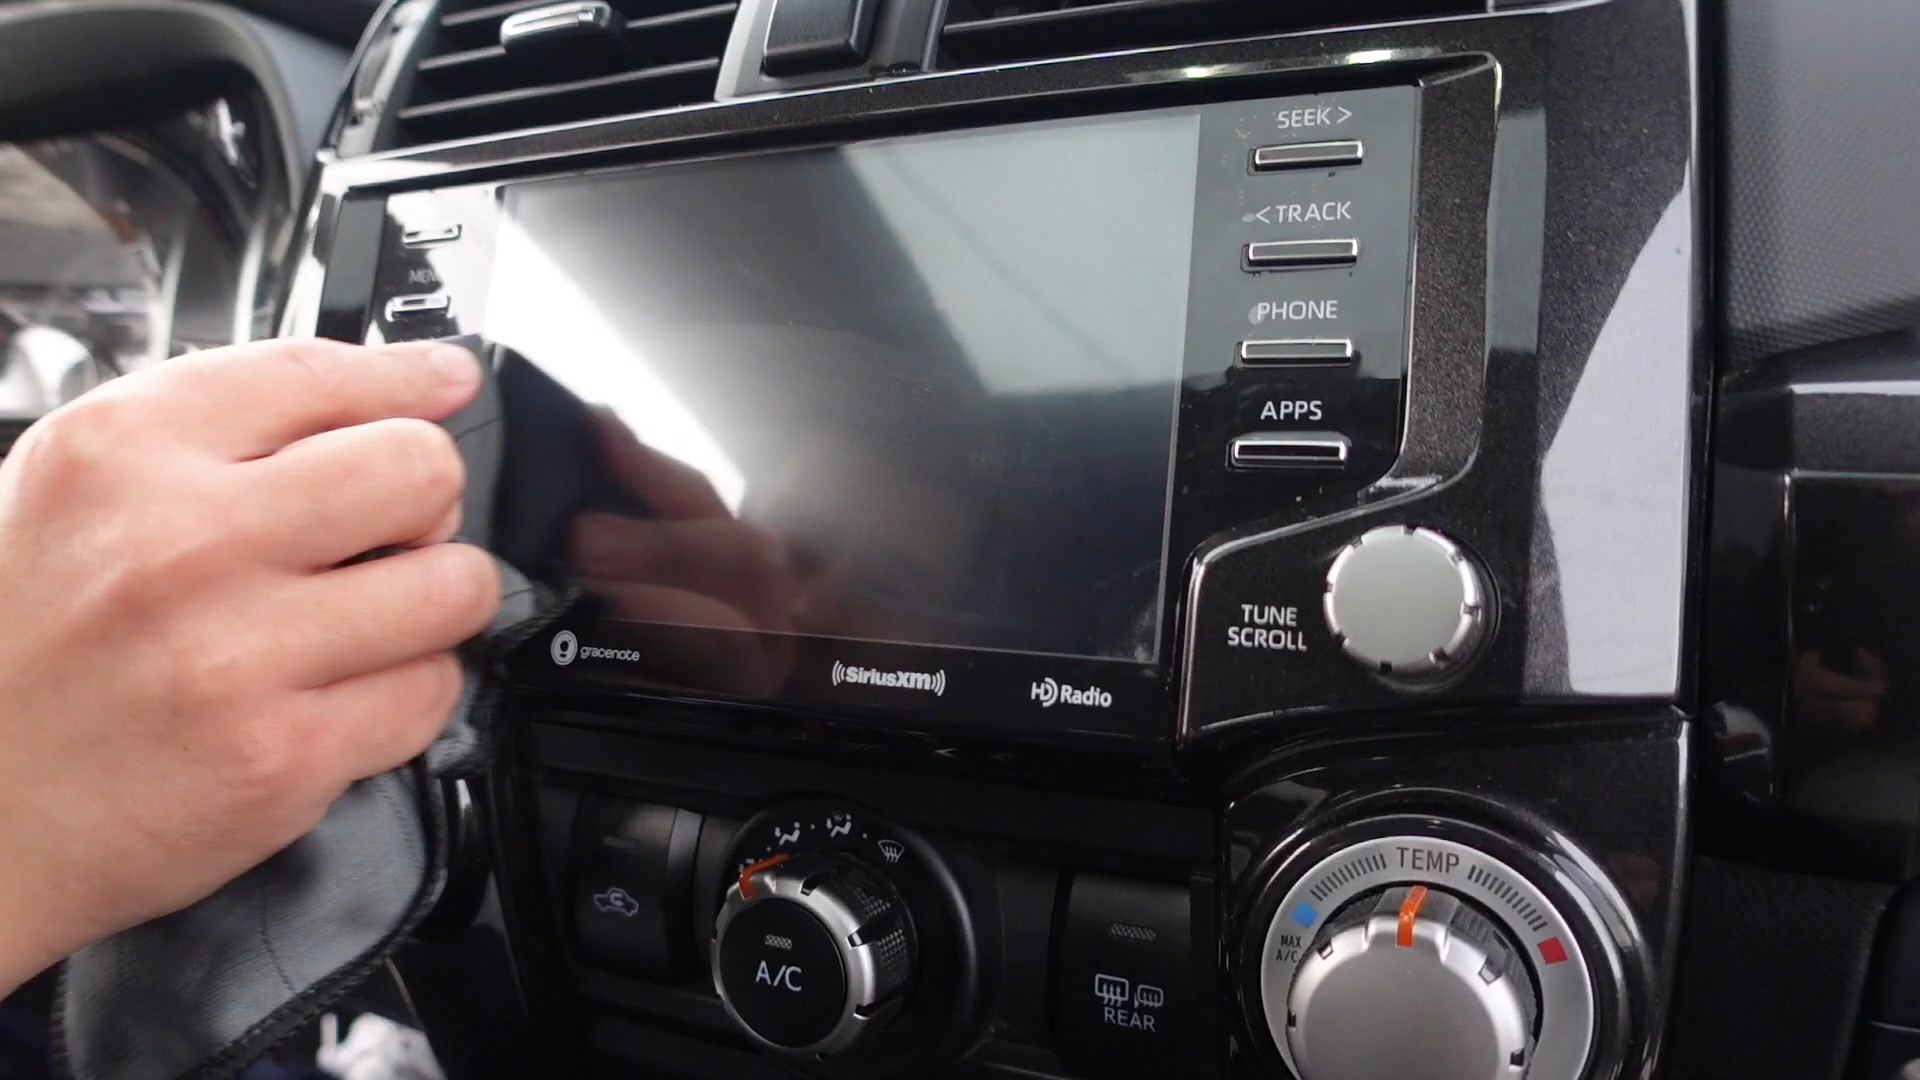 SEEK >
< TRACK
PHONE
APPS
TUNE
SCROLL
gracenote
SiriusXM
HD Radio
TEMP
MAX
A/C
A/C
REAR